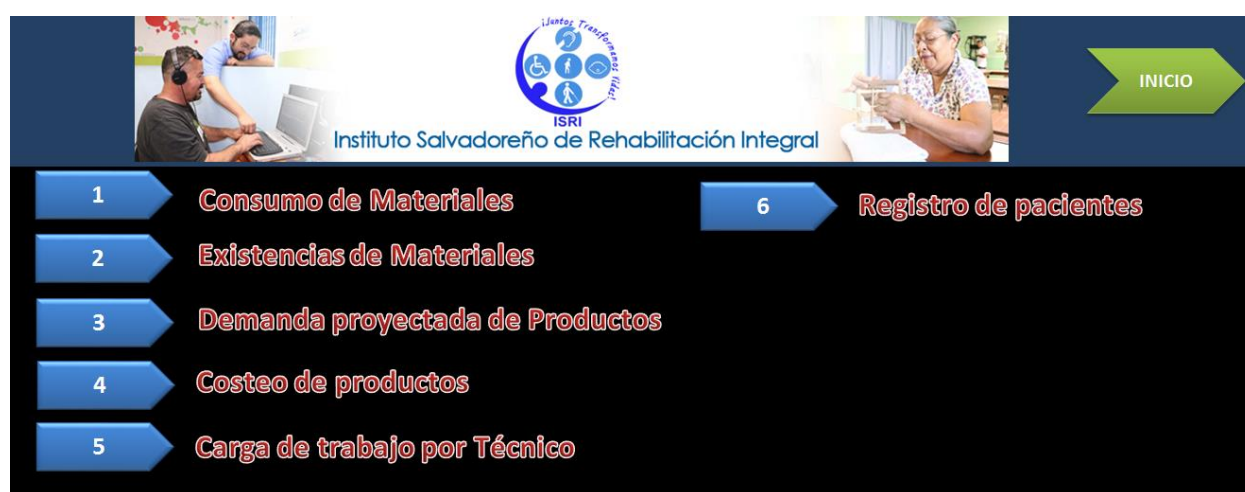 ¡Juntos Transformamos Vidas!
ISRI
Instituto Salvadoreño de Rehabilitación Integral
INICIO
1 Consumo de Materiales
2 Existencias de Materiales
3 Demanda proyectada de Productos
4 Costeo de productos
5 Carga de trabajo por Técnico
6 Registro de pacientes